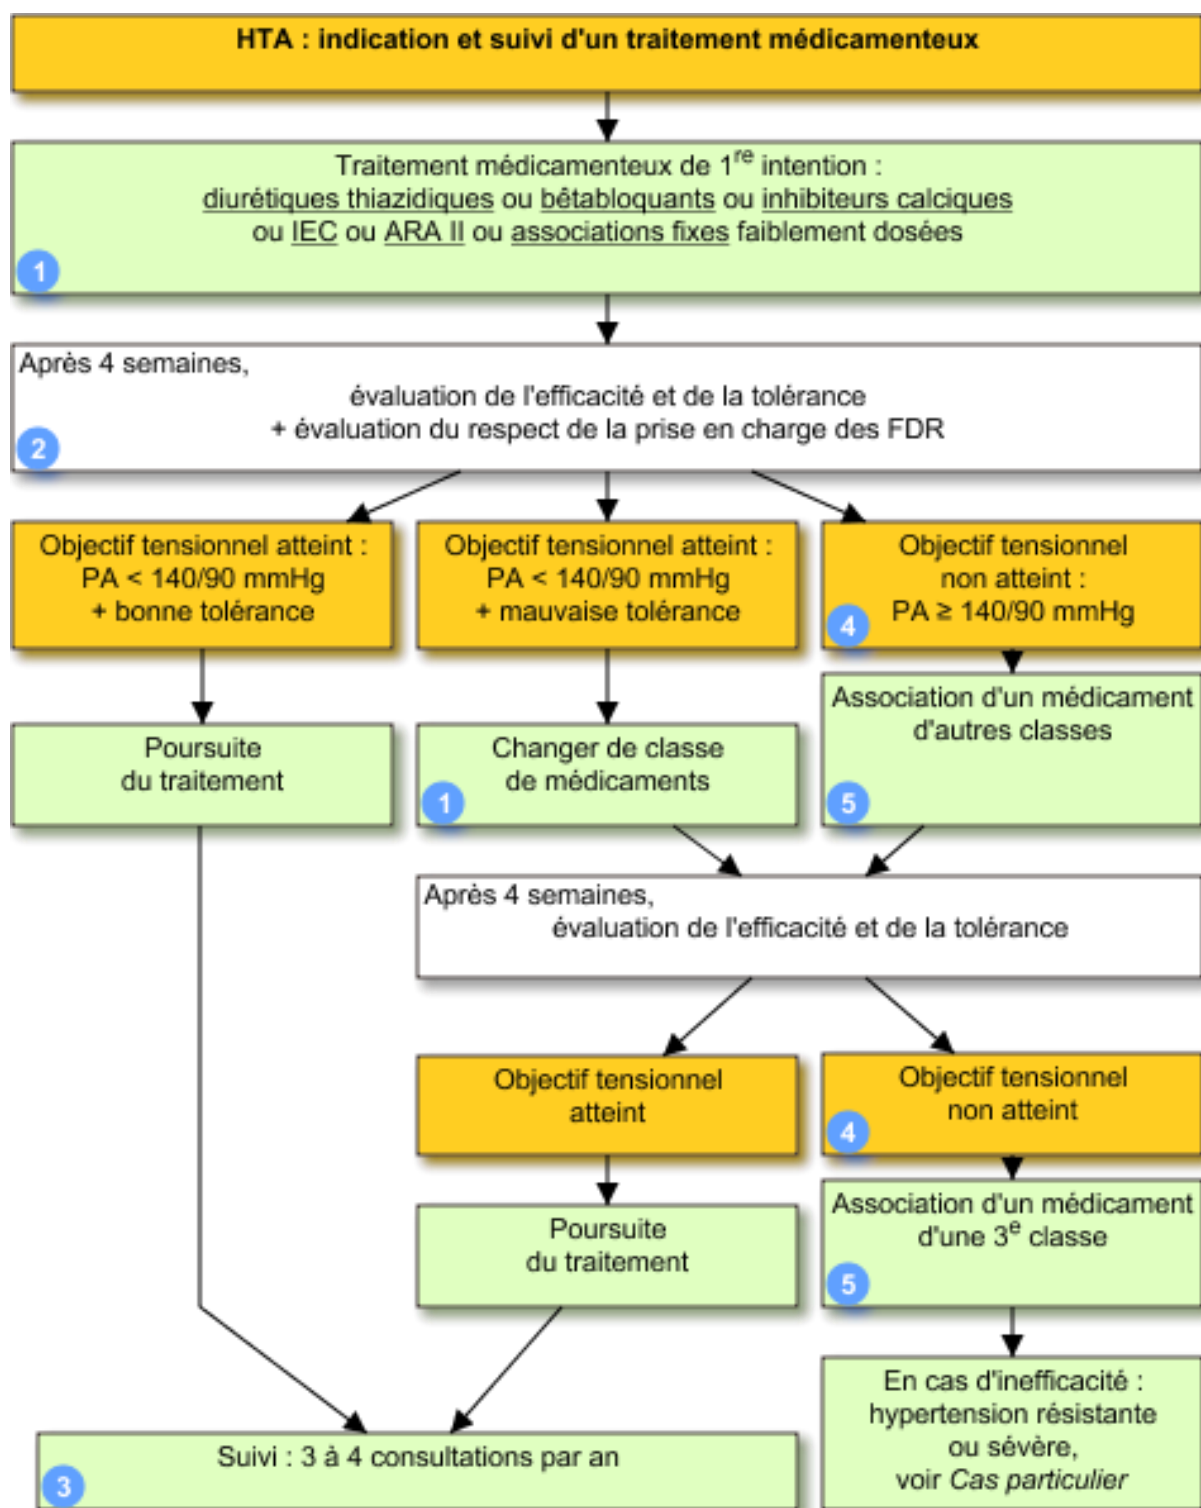 HTA : indication et suivi d'un traitement médicamenteux
Traitement médicamenteux de 1re intention :
diurétiques thiazidiques ou bêtabloquants ou inhibiteurs calciques
ou IEC ou ARA II ou associations fixes faiblement dosées
1
Après 4 semaines,
évaluation de l'efficacité et de la tolérance
+ évaluation du respect de la prise en charge des FDR
2
Objectif tensionnel atteint :
PA < 140/90 mmHg
+ bonne tolérance
Objectif tensionnel atteint :
PA < 140/90 mmHg
+ mauvaise tolérance
Objectif tensionnel
non atteint :
PA ≥ 140/90 mmHg
4
Poursuite
du traitement
Changer de classe
de médicaments
1
Association d'un médicament
d'autres classes
5
Après 4 semaines,
évaluation de l'efficacité et de la tolérance
Objectif tensionnel
atteint
Objectif tensionnel
non atteint
4
Poursuite
du traitement
Association d'un médicament
d'une 3e classe
5
En cas d'inefficacité :
hypertension résistante
ou sévère,
voir Cas particulier
Suivi : 3 à 4 consultations par an
3